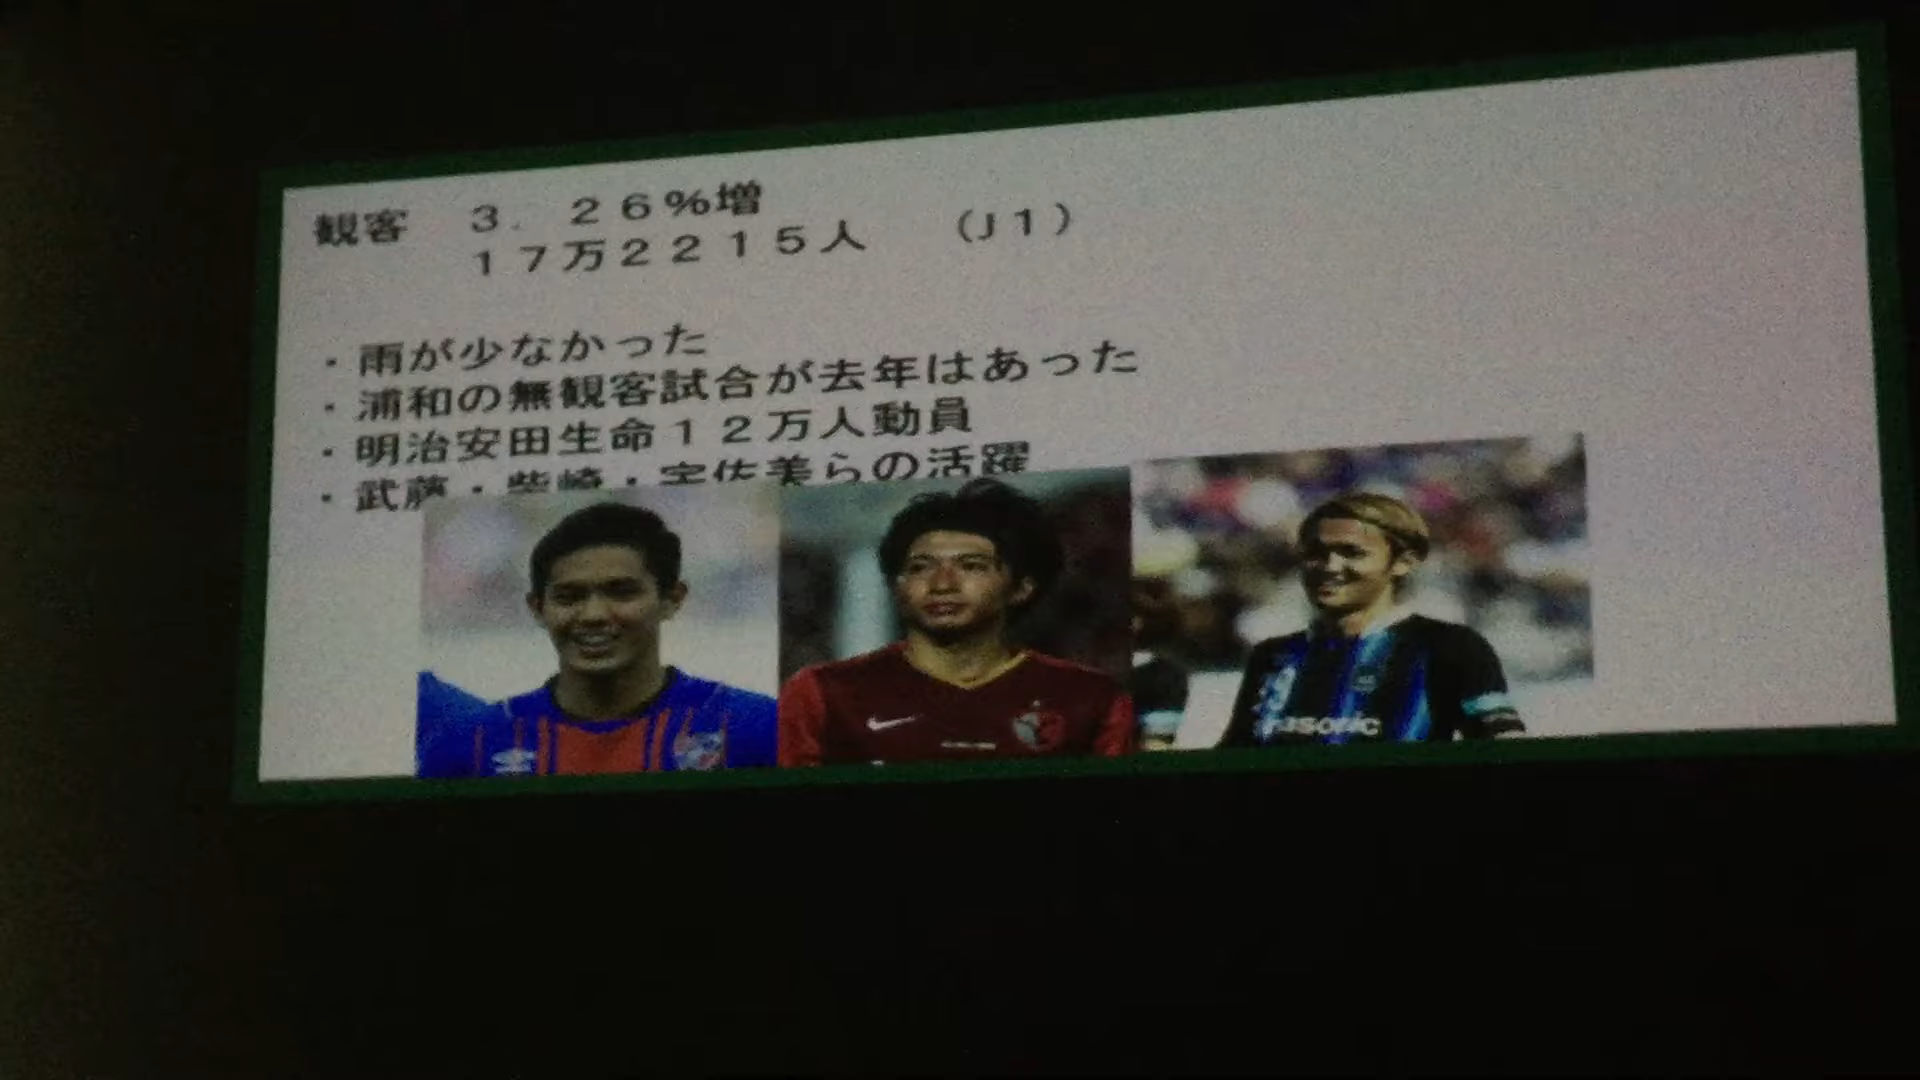 観客　３．２６％増
１７万２２１５人　（Ｊ１）
・雨が少なかった
・浦和の無観客試合が去年はあった
・明治安田生命１２万人動員
・武藤・柴崎・宇佐美らの活躍
9
Panasonic